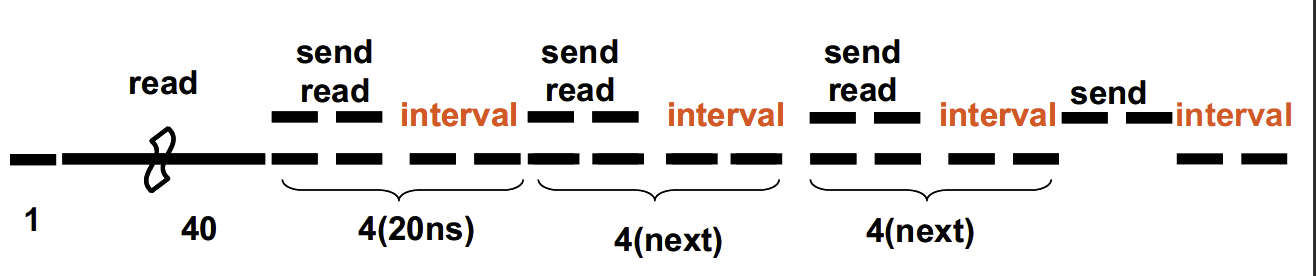 read
send
read
interval
send
read
interval
send
read
interval
send
interval
1
40
4(20ns)
4(next)
4(next)